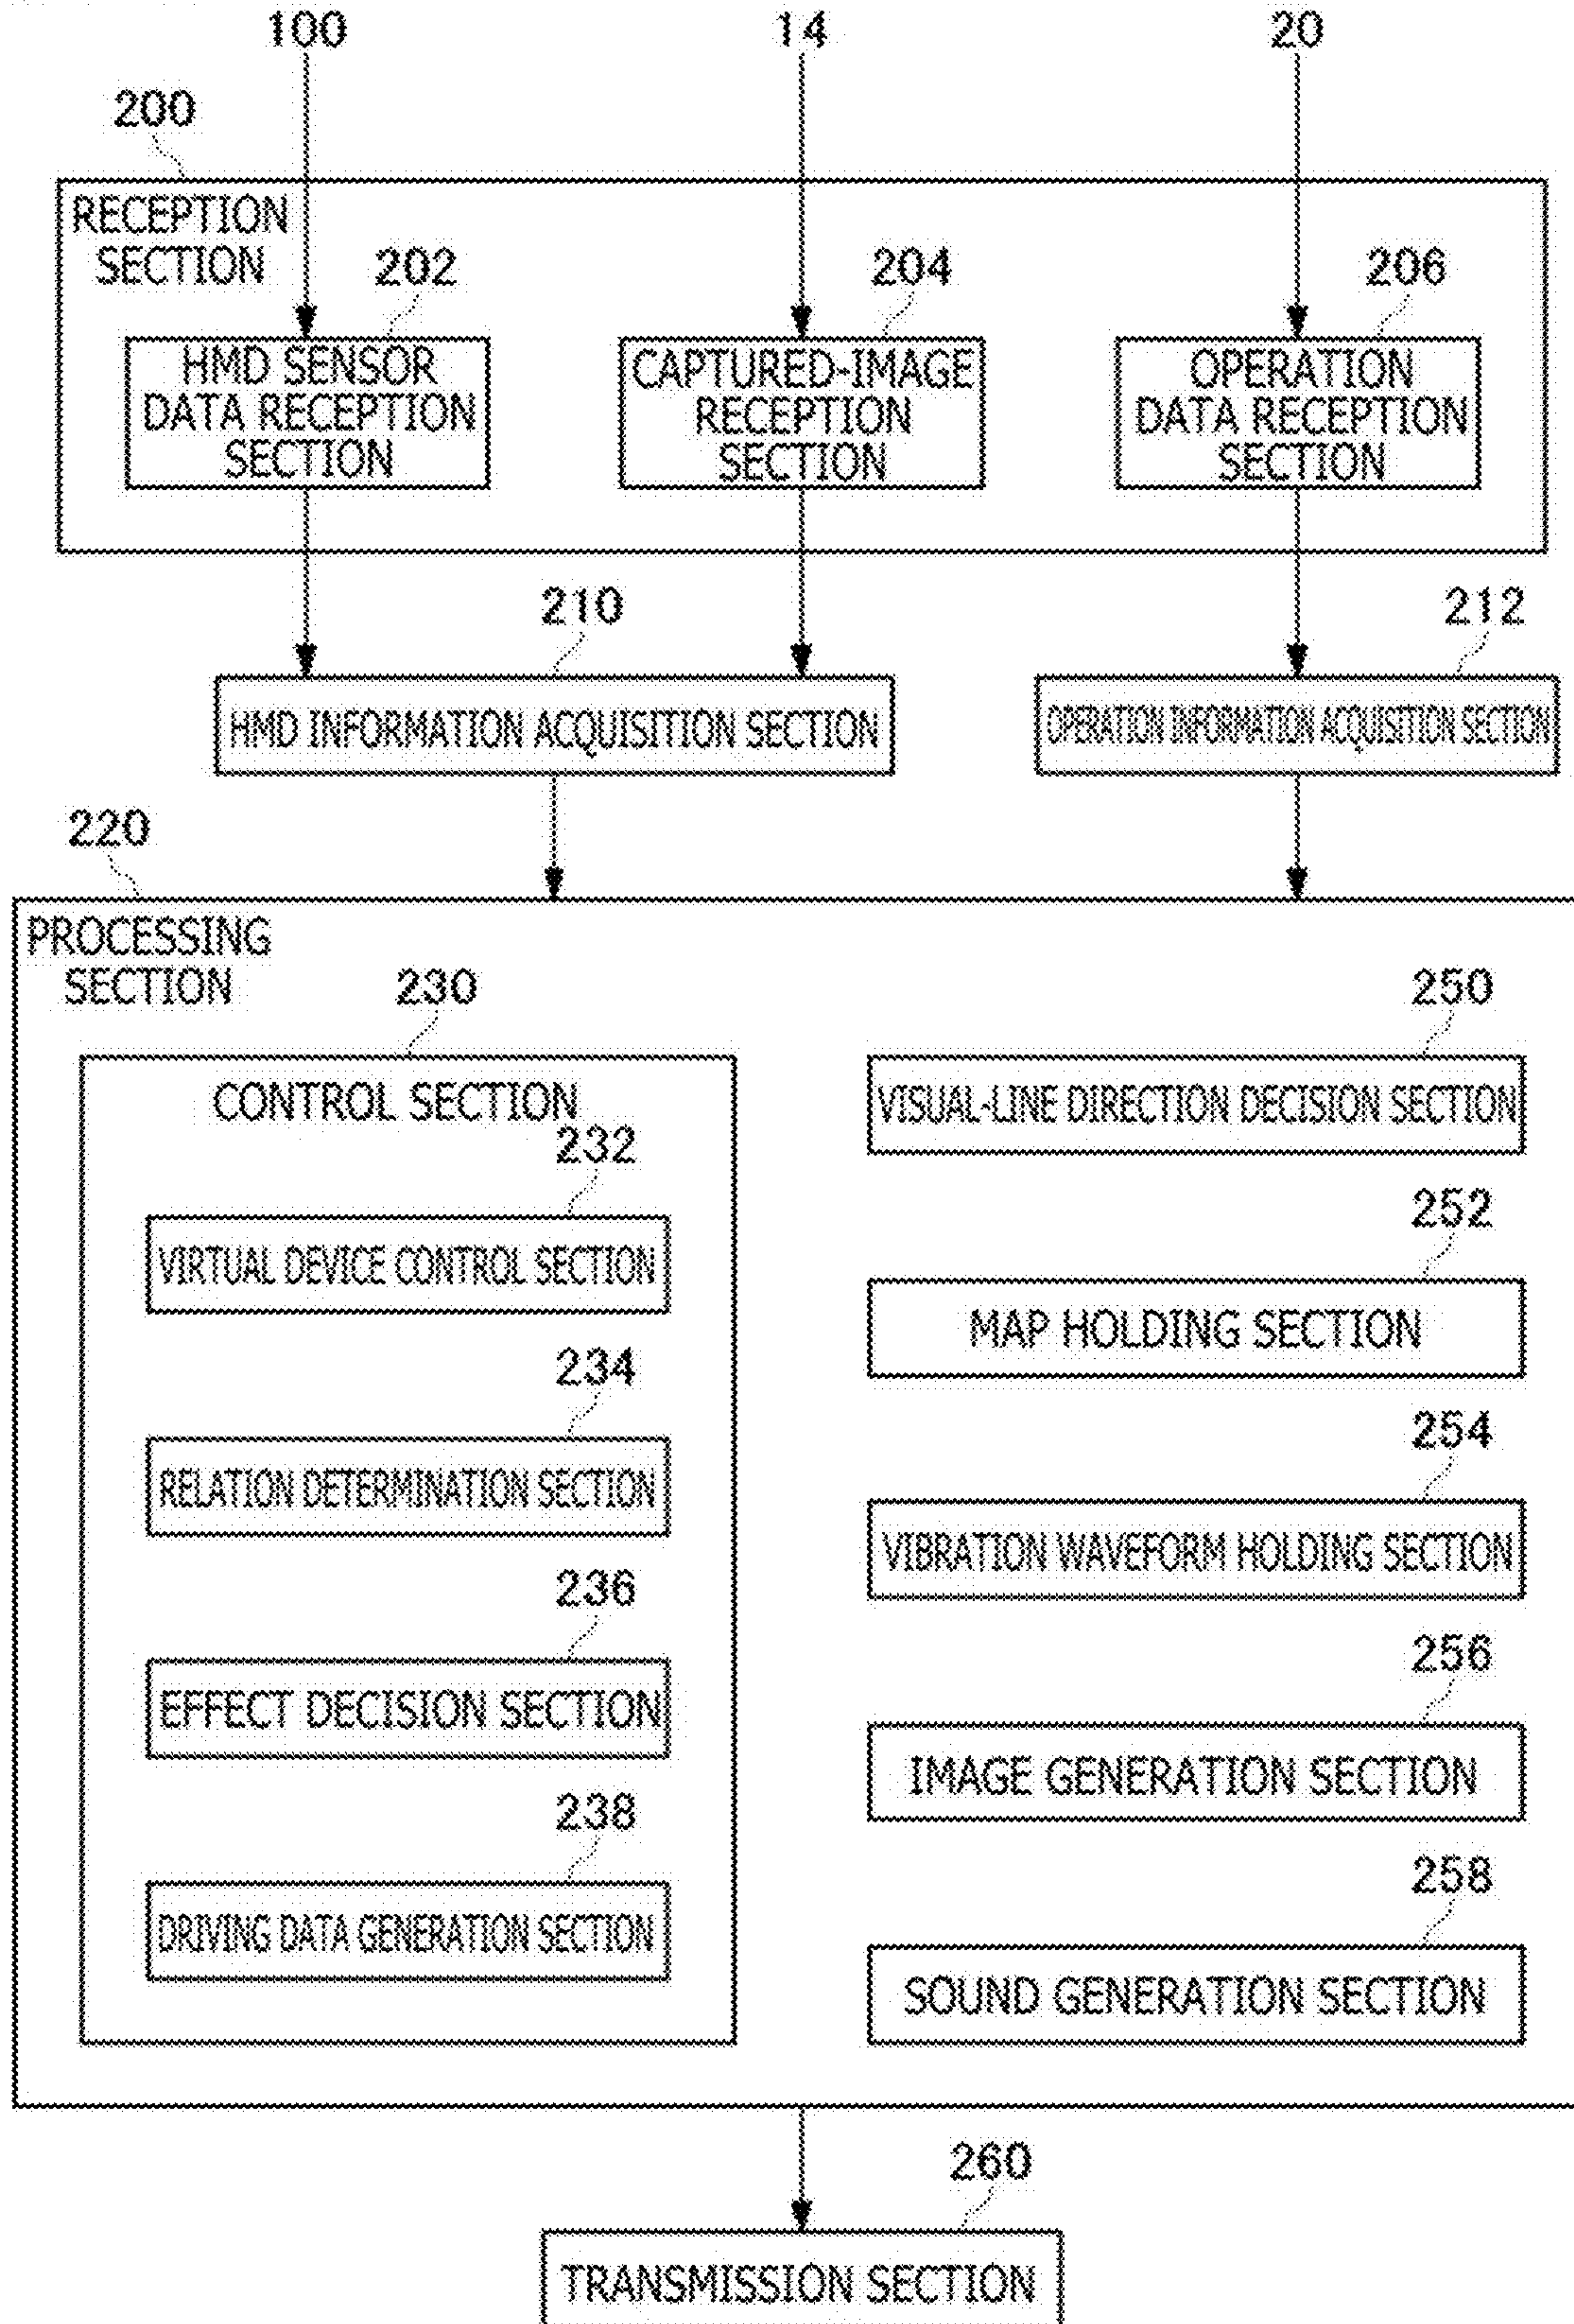 100
14
20
200
RECEPTION
SECTION
202
204
206
HMD SENSOR
DATA RECEPTION
SECTION
CAPTURED-IMAGE
RECEPTION
SECTION
OPERATION
DATA RECEPTION
SECTION
210
212
HMD INFORMATION ACQUISITION SECTION
OPERATION INFORMATION ACQUISITION SECTION
220
PROCESSING
SECTION
230
CONTROL SECTION
232
VIRTUAL DEVICE CONTROL SECTION
234
RELATION DETERMINATION SECTION
236
EFFECT DECISION SECTION
238
DRIVING DATA GENERATION SECTION
250
VISUAL-LINE DIRECTION DECISION SECTION
252
MAP HOLDING SECTION
254
VIBRATION WAVEFORM HOLDING SECTION
256
IMAGE GENERATION SECTION
258
SOUND GENERATION SECTION
260
TRANSMISSION SECTION